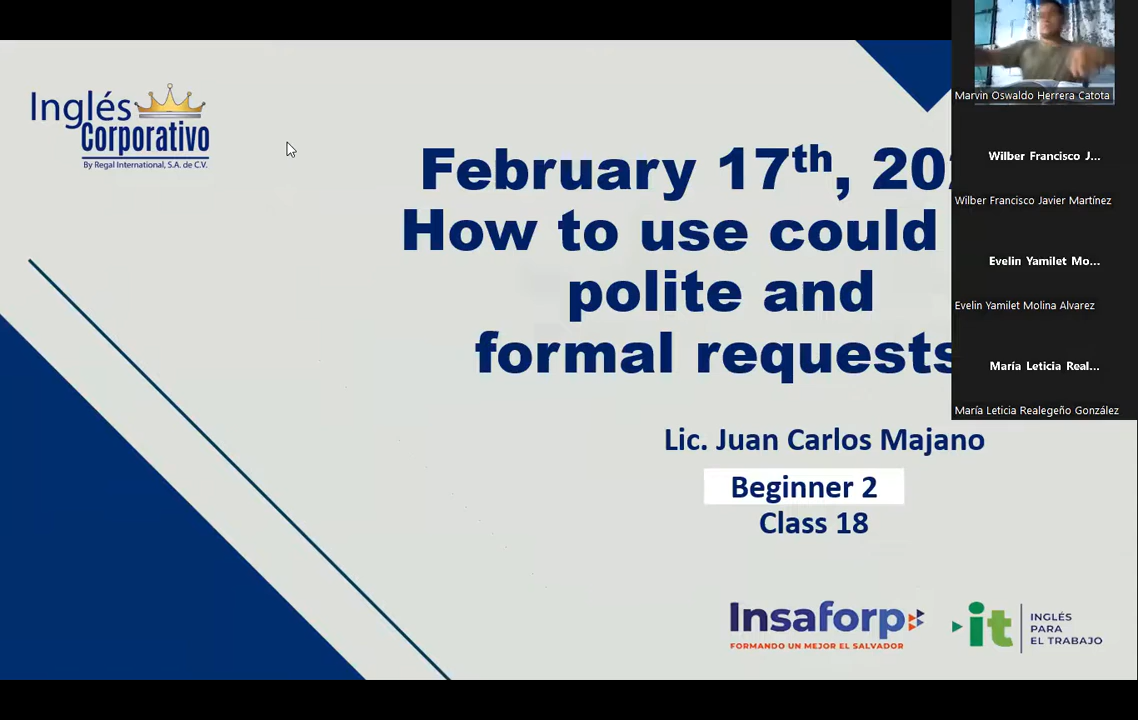 Inglés
Corporativo
By Regal International, S.A. de C.V.
February 17th,
How to use could
polite and
formal requests
Lic. Juan Carlos Majano
Beginner 2
Class 18
Insaforp
FORMANDO UN MEJOR EL SALVADOR
it
INGLÉS
PARA
EL TRABAJO
Marvin Oswaldo Herrera Catota
Wilber Francisco J...
Wilber Francisco Javier Martínez
Evelin Yamilet Mo...
Evelin Yamilet Molina Alvarez
María Leticia Real...
María Leticia Realegeño González